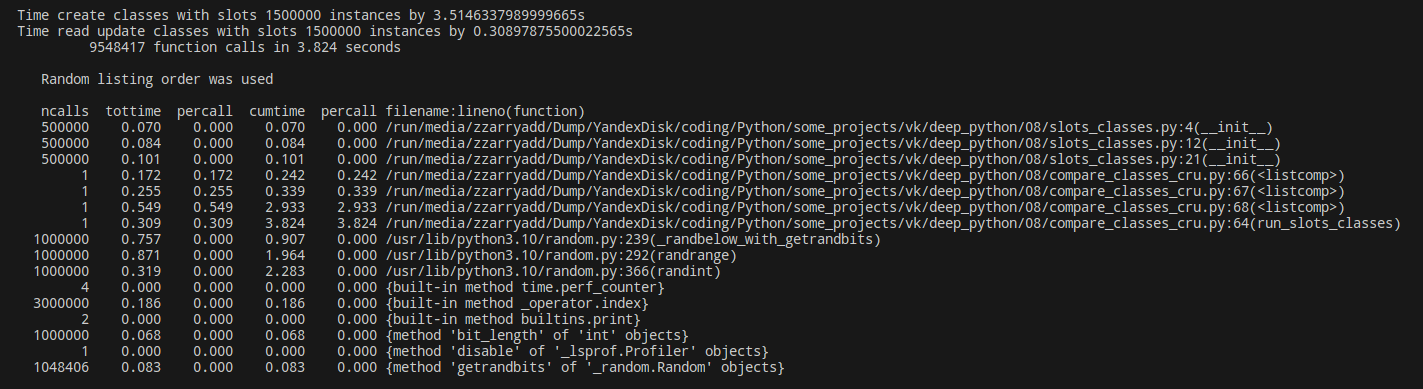 Time create classes with slots 1500000 instances by 3.5146337989999665s
Time read update classes with slots 1500000 instances by 0.30897875500022565s
9548417 function calls in 3.824 seconds
Random listing order was used
ncalls tottime percall cumtime percall filename:lineno(function)
500000 0.070 0.000 0.070 0.000 /run/media/zzarryadd/Dump/YandexDisk/coding/Python/some_projects/vk/deep_python/08/slots_classes.py:4(__init__)
500000 0.084 0.000 0.084 0.000 /run/media/zzarryadd/Dump/YandexDisk/coding/Python/some_projects/vk/deep_python/08/slots_classes.py:12(__init__)
500000 0.101 0.000 0.101 0.000 /run/media/zzarryadd/Dump/YandexDisk/coding/Python/some_projects/vk/deep_python/08/slots_classes.py:21(__init__)
1 0.172 0.172 0.242 0.242 /run/media/zzarryadd/Dump/YandexDisk/coding/Python/some_projects/vk/deep_python/08/compare_classes_cru.py:66(<listcomp>)
1 0.255 0.255 0.339 0.339 /run/media/zzarryadd/Dump/YandexDisk/coding/Python/some_projects/vk/deep_python/08/compare_classes_cru.py:67(<listcomp>)
1 0.549 0.549 2.933 2.933 /run/media/zzarryadd/Dump/YandexDisk/coding/Python/some_projects/vk/deep_python/08/compare_classes_cru.py:68(<listcomp>)
1 0.309 0.309 3.824 3.824 /run/media/zzarryadd/Dump/YandexDisk/coding/Python/some_projects/vk/deep_python/08/compare_classes_cru.py:64(run_slots_classes)
1000000 0.757 0.000 0.907 0.000 /usr/lib/python3.10/random.py:239(_randbelow_with_getrandbits)
1000000 0.871 0.000 1.964 0.000 /usr/lib/python3.10/random.py:292(randrange)
1000000 0.319 0.000 2.283 0.000 /usr/lib/python3.10/random.py:366(randint)
4 0.000 0.000 0.000 0.000 {built-in method time.perf_counter}
3000000 0.186 0.000 0.186 0.000 {built-in method _operator.index}
2 0.000 0.000 0.000 0.000 {built-in method builtins.print}
1000000 0.068 0.000 0.068 0.000 {method 'bit_length' of 'int' objects}
1 0.000 0.000 0.000 0.000 {method 'disable' of '_lsprof.Profiler' objects}
1048406 0.083 0.000 0.083 0.000 {method 'getrandbits' of '_random.Random' objects}